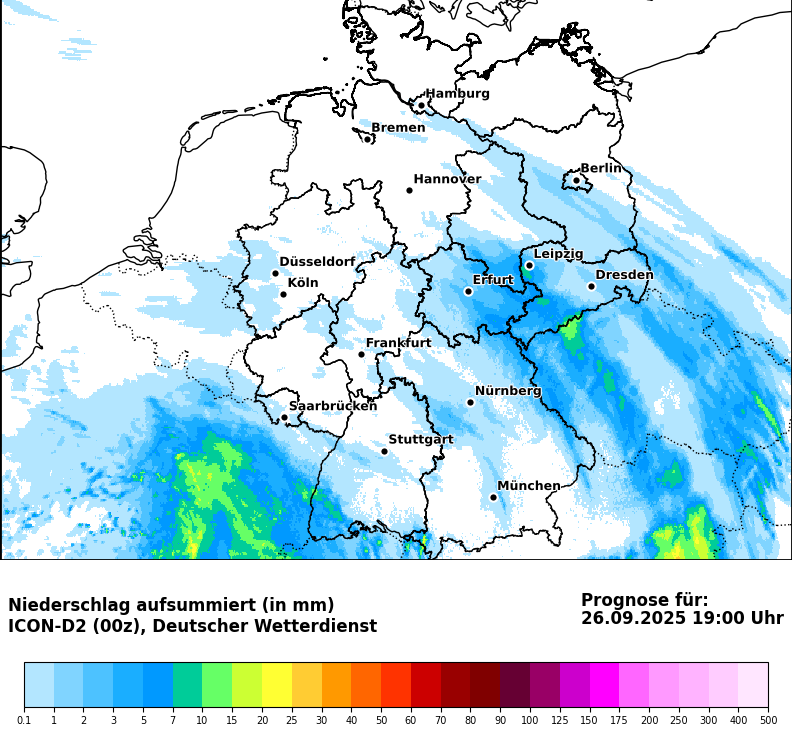 Hamburg
Bremen
Berlin
Hannover
Leipzig
Düsseldorf
Dresden
Köln
Erfurt
Frankfurt
Nürnberg
Saarbrücken
Stuttgart
München
Niederschlag aufsummiert (in mm)
ICON-D2 (00z), Deutscher Wetterdienst
Prognose für:
26.09.2025 19:00 Uhr
0.1 1 2 3 5 7 10 15 20 25 30 40 50 60 70 80 90 100 125 150 175 200 250 300 400 500